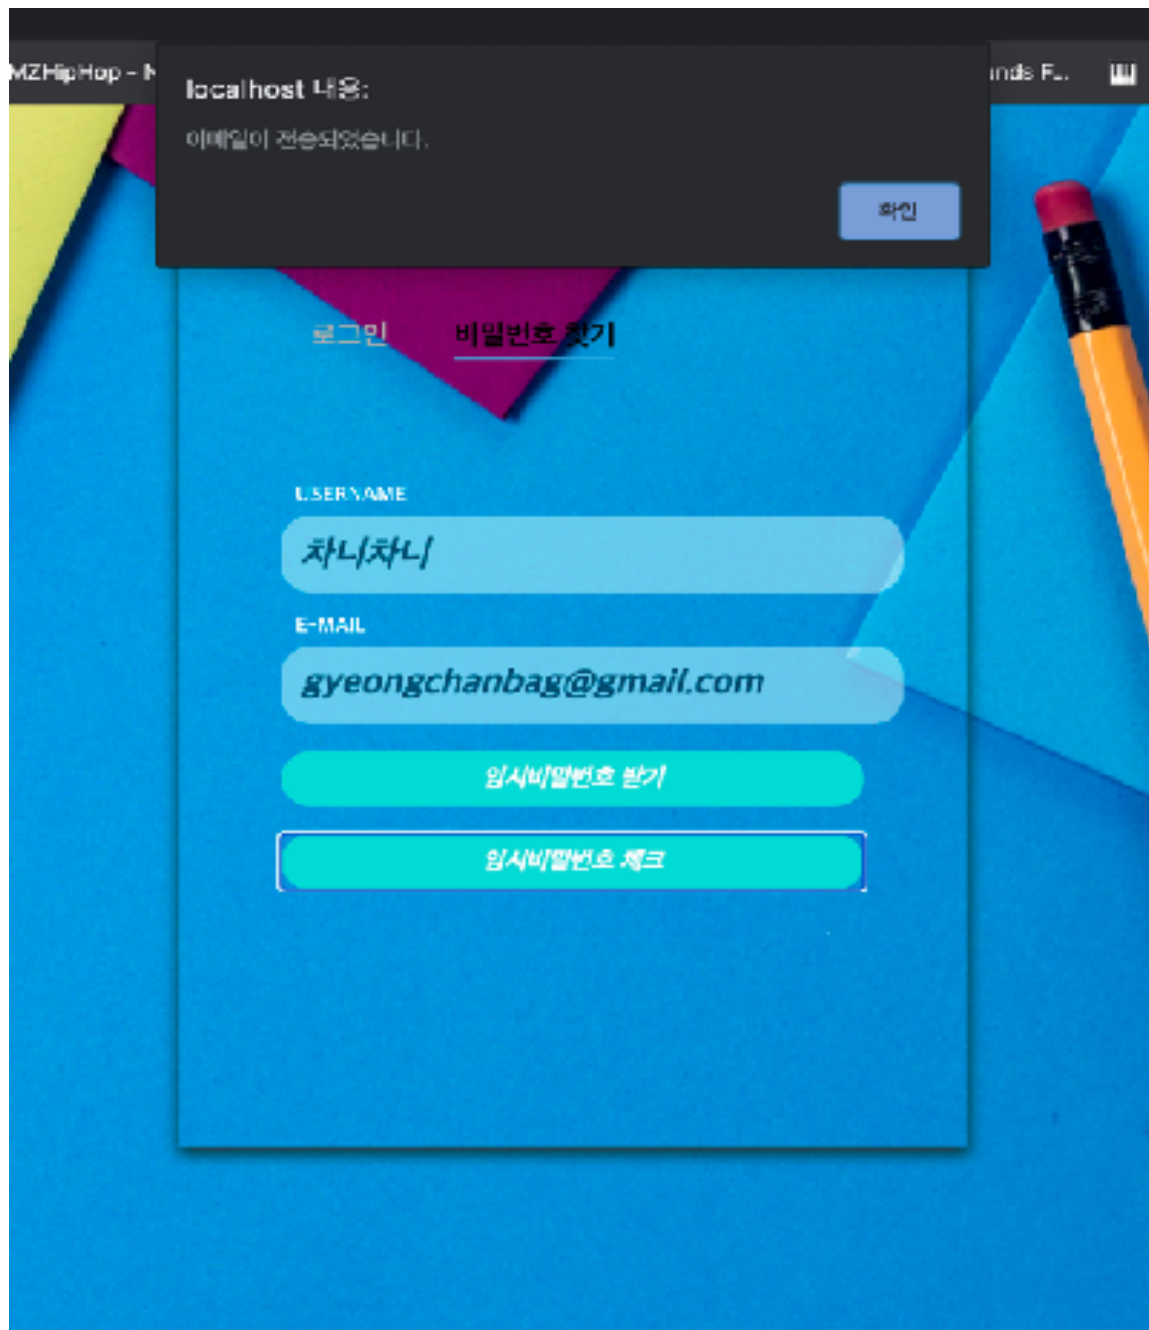 MZHipHop - N
unds F...
localhost 내용:
이메일이 전송되었습니다.
확인
로그인
비밀번호 찾기
USERNAME
차니차니
E-MAIL
gyeongchanbag@gmail.com
임시비밀번호 받기
임시비밀번호 체크